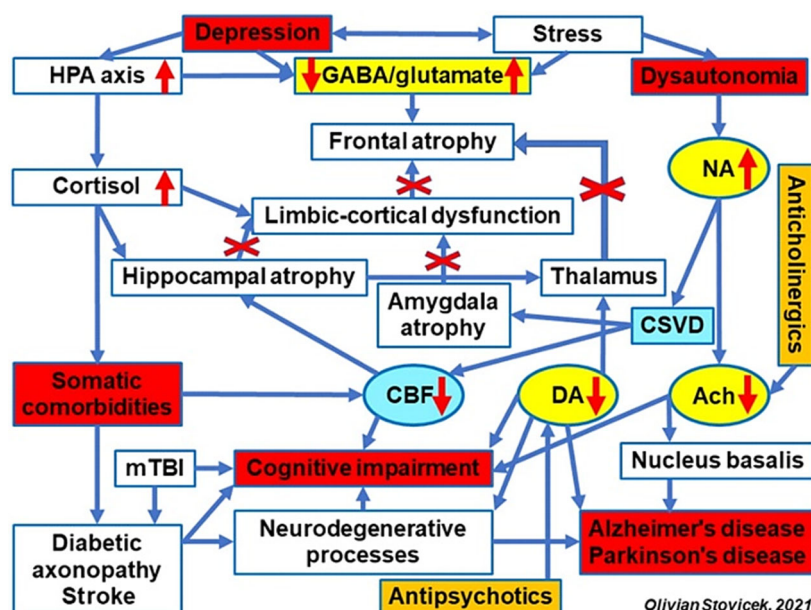 Depression
Stress
HPA axis
GABA/glutamate
Dysautonomia
Frontal atrophy
NA
Cortisol
Anticholinergics
Limbic-cortical dysfunction
Hippocampal atrophy
Thalamus
Amygdala
atrophy
CSVD
Somatic
comorbidities
CBF
DA
Ach
mTBI
Cognitive impairment
Nucleus basalis
Diabetic
axonopathy
Stroke
Neurodegenerative
processes
Alzheimer's disease
Parkinson's disease
Antipsychotics
Olivian Stovicek, 2021